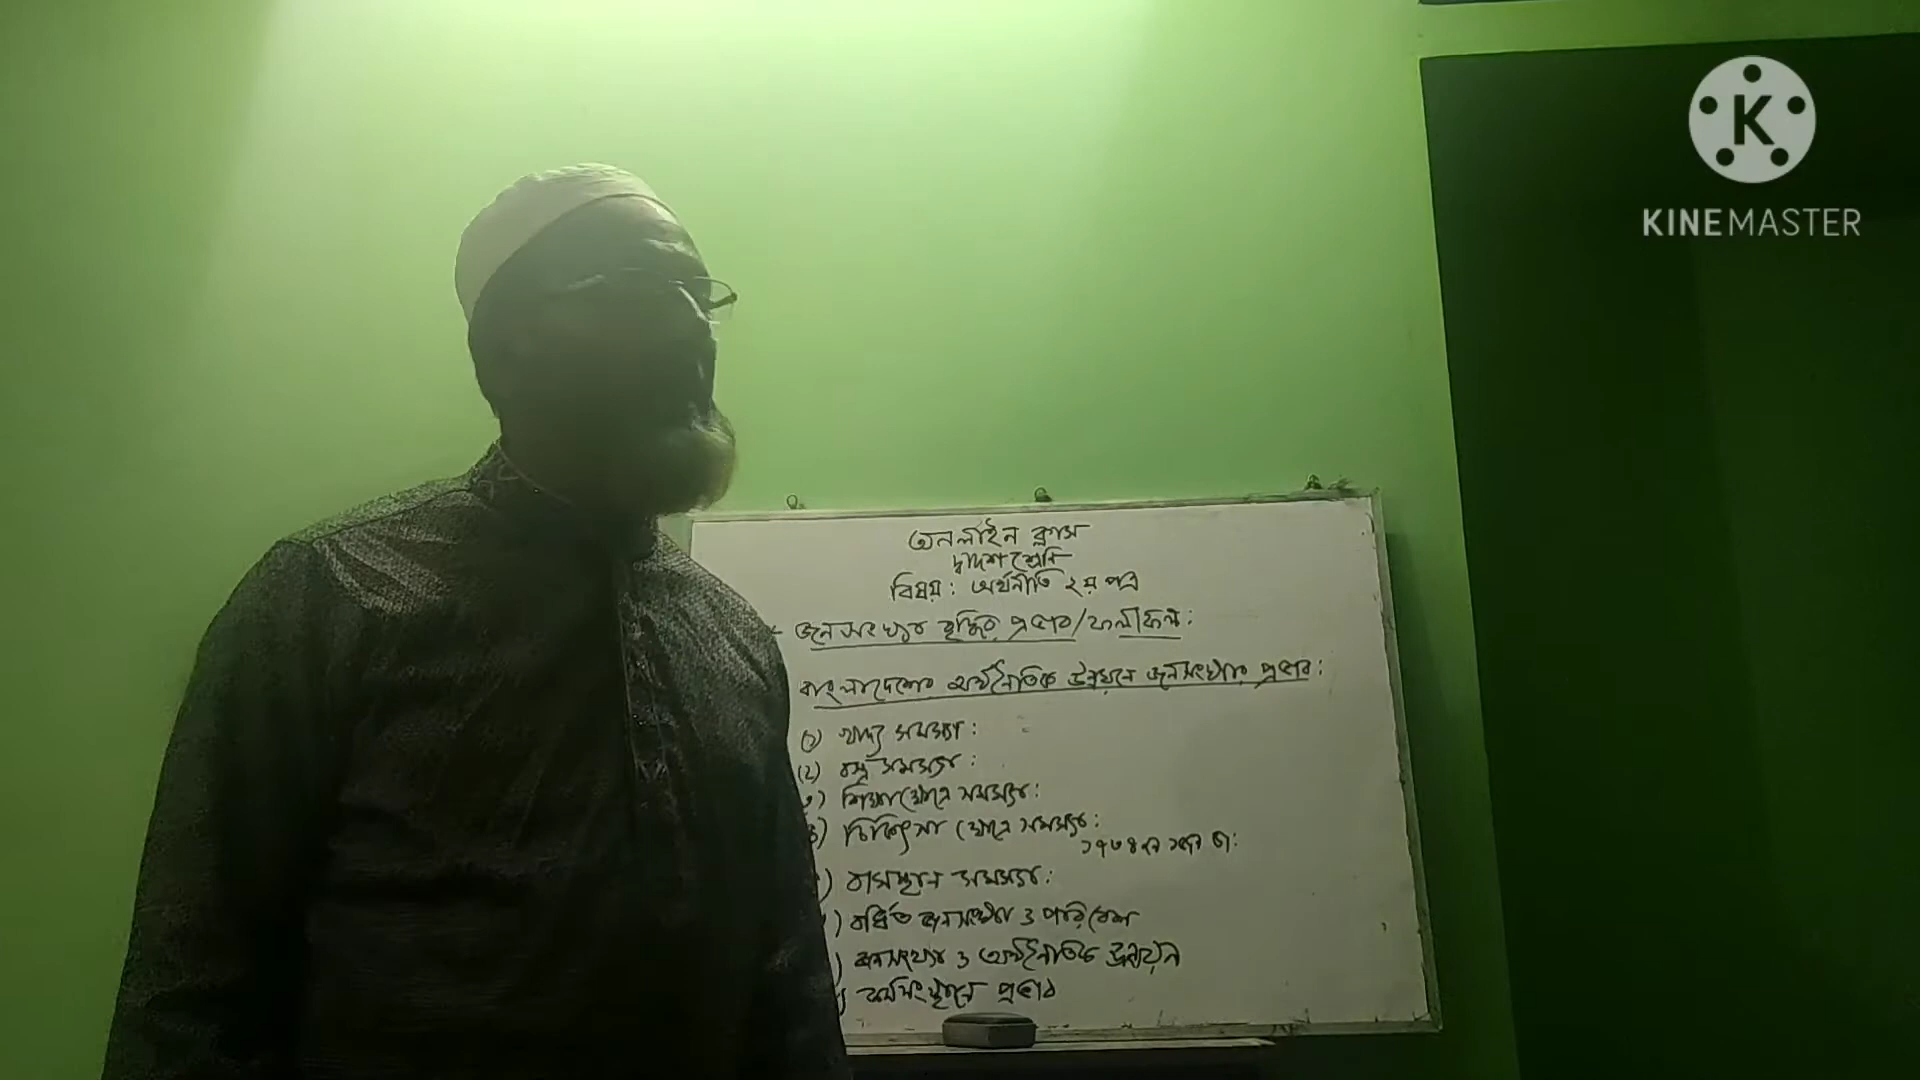 K
KINEMASTER
অনলাইন ক্লাস
দ্বাদশ শ্রেণি
বিষয়: অর্থনীতি ২য় পত্র
জনসংখ্যা বৃদ্ধির প্রভাব/ফলাফল:
বাংলাদেশের অর্থনৈতিক উন্নয়নে জনসংখ্যার প্রভাব:
(১) খাদ্য সমস্যা:
(২) বস্ত্র সমস্যা:
) শিক্ষাক্ষেত্রে সমস্যা:
) চিকিৎসা ক্ষেত্রে সমস্যা:
) বাসস্থান সমস্যা:
) বর্ধিত জনসংখ্যা ও পরিবেশ
) জনসংখ্যা ও অর্থনৈতিক উন্নয়ন
) কর্মসংস্থানে প্রভাব